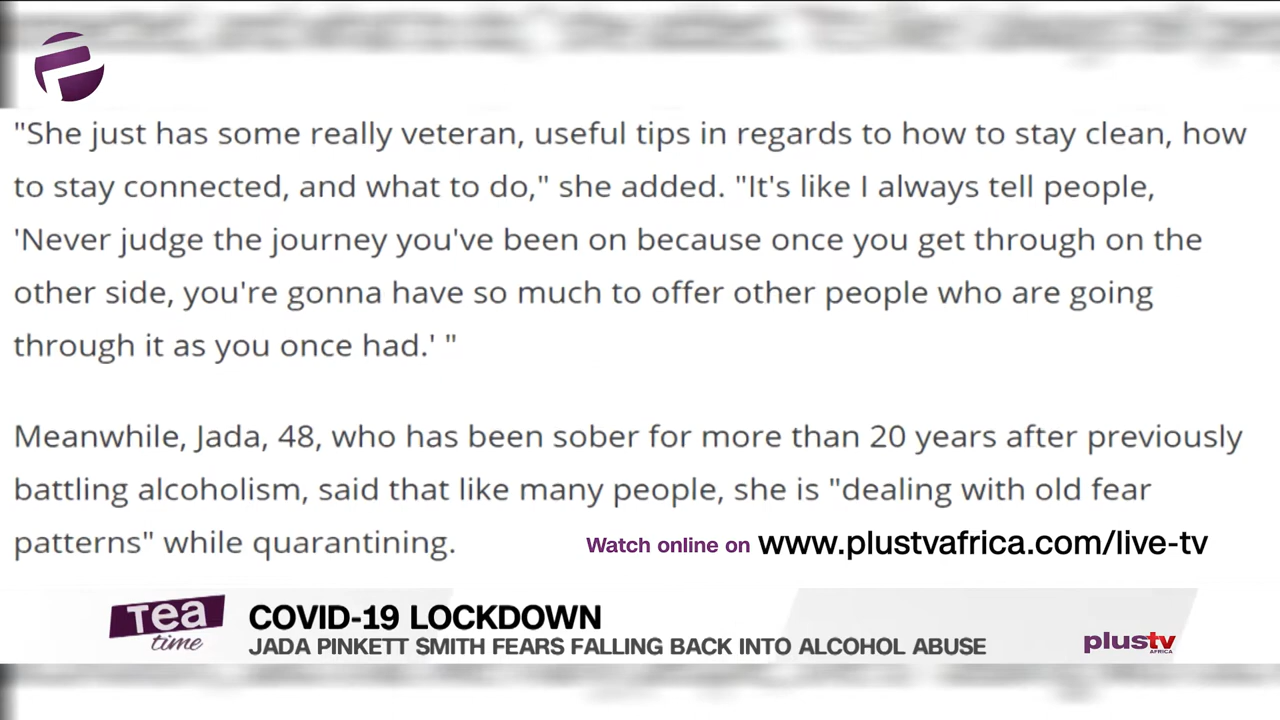 "She just has some really veteran, useful tips in regards to how to stay clean, how
to stay connected, and what to do," she added. "It's like I always tell people,
'Never judge the journey you've been on because once you get through on the
other side, you're gonna have so much to offer other people who are going
through it as you once had.' "
Meanwhile, Jada, 48, who has been sober for more than 20 years after previously
battling alcoholism, said that like many people, she is "dealing with old fear
patterns" while quarantining.
Watch online on www.plustvafrica.com/live-tv
Tea
time
COVID-19 LOCKDOWN
JADA PINKETT SMITH FEARS FALLING BACK INTO ALCOHOL ABUSE
plustv
AFRICA